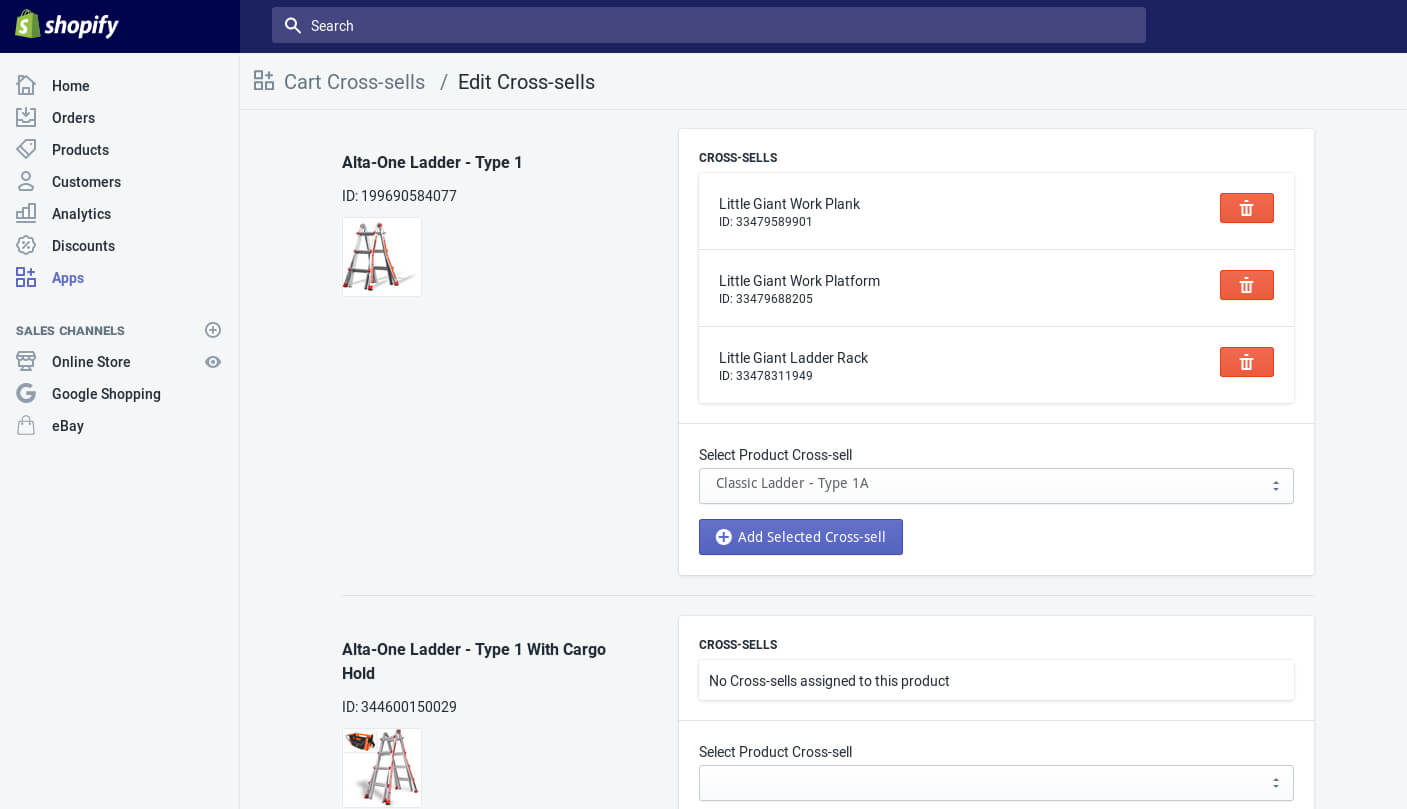 shopify
Search
Home
Orders
Products
Customers
Analytics
Discounts
Apps
SALES CHANNELS
Online Store
Google Shopping
eBay
Cart Cross-sells / Edit Cross-sells
Alta-One Ladder - Type 1
ID: 199690584077
CROSS-SELLS
Little Giant Work Plank
ID: 33479589901
Little Giant Work Platform
ID: 33479688205
Little Giant Ladder Rack
ID: 33478311949
Select Product Cross-sell
Classic Ladder - Type 1A
Add Selected Cross-sell
Alta-One Ladder - Type 1 With Cargo
Hold
ID: 344600150029
CROSS-SELLS
No Cross-sells assigned to this product
Select Product Cross-sell